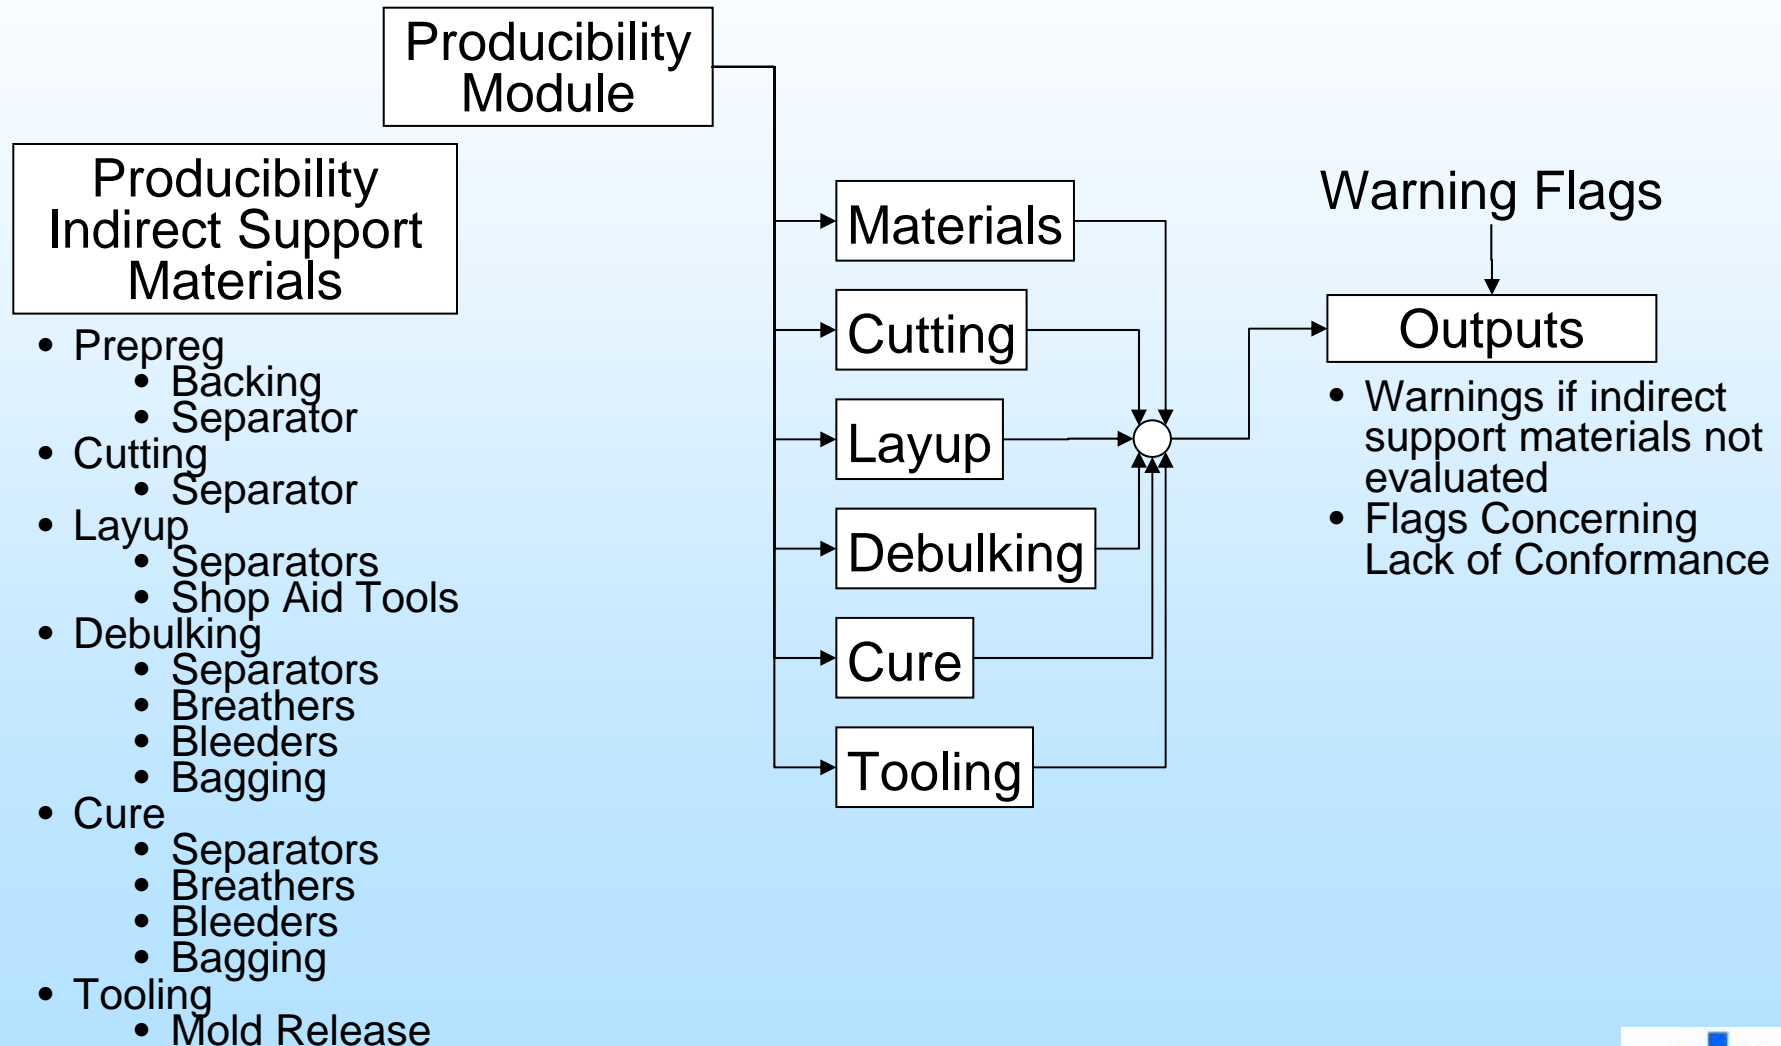 Producibility
Module
Producibility
Indirect Support
Materials
• Prepreg
• Backing
• Separator
• Cutting
• Separator
• Layup
• Separators
• Shop Aid Tools
• Debulking
• Separators
• Breathers
• Bleeders
• Bagging
• Cure
• Separators
• Breathers
• Bleeders
• Bagging
• Tooling
• Mold Release
Materials
Cutting
Layup
Debulking
Cure
Tooling
Warning Flags
Outputs
• Warnings if indirect
support materials not
evaluated
• Flags Concerning
Lack of Conformance